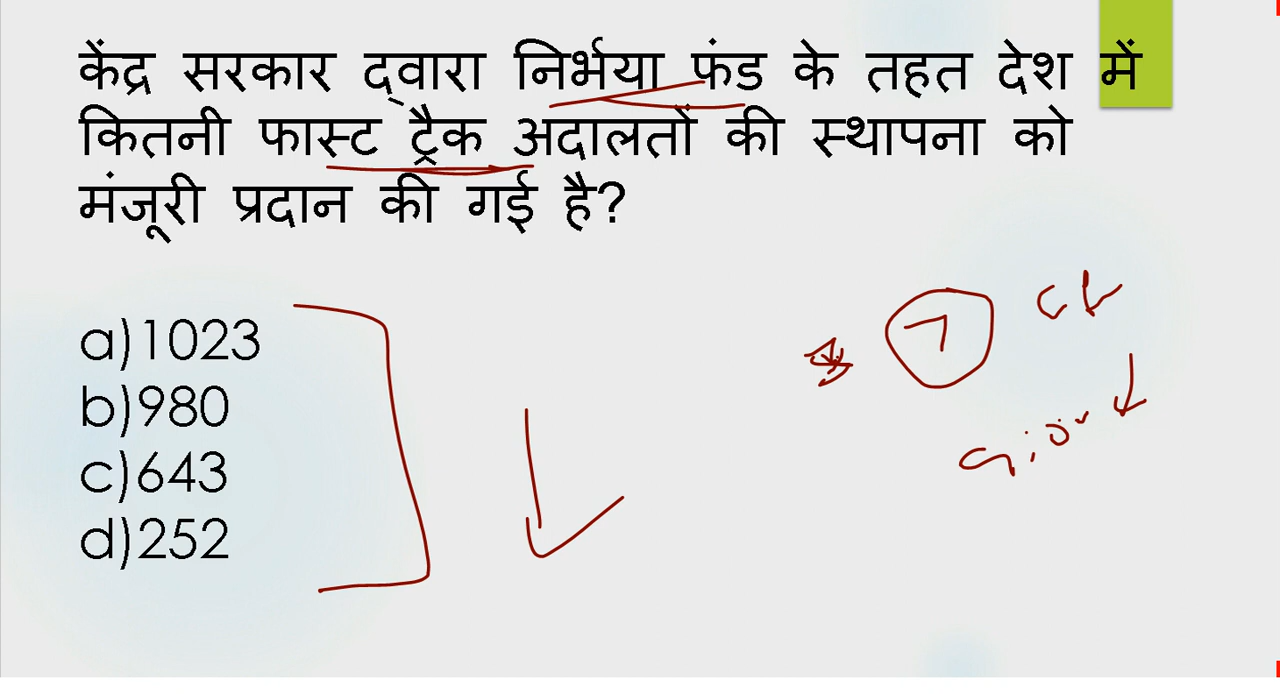 केंद्र सरकार द्वारा निर्भया फंड के तहत देश में
कितनी फास्ट ट्रैक अदालतों की स्थापना को
मंजूरी प्रदान की गई है?
a)1023
b)980
c)643
d)252
7